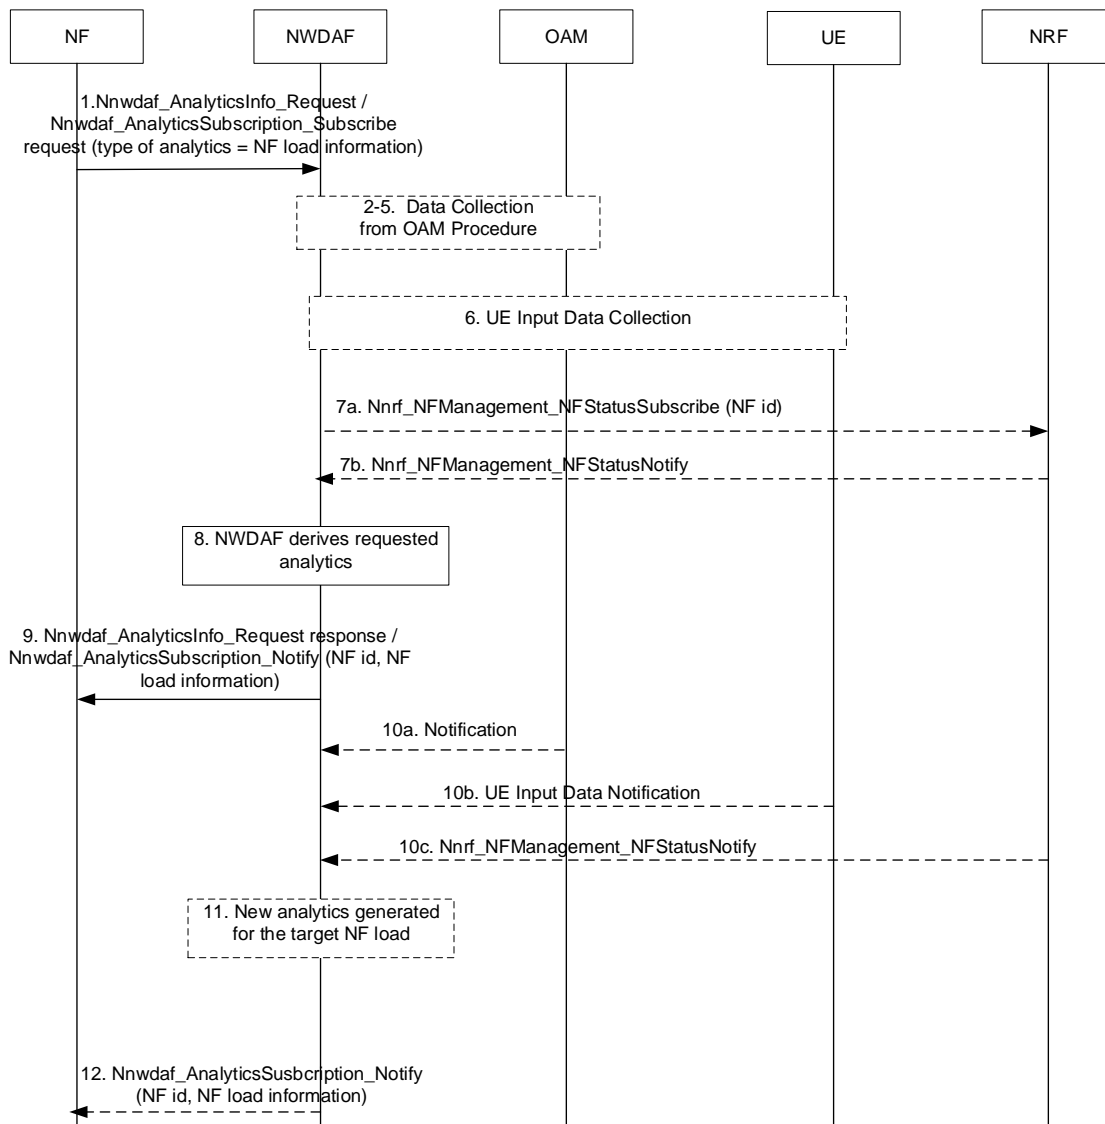 NF
NWDAF
OAM
UE
NRF
1.Nnwdaf_AnalyticsInfo_Request /
Nnwdaf_AnalyticsSubscription_Subscribe
request (type of analytics = NF load information)
2-5.  Data Collection
from OAM Procedure
6. UE Input Data Collection
7a. Nnrf_NFManagement_NFStatusSubscribe (NF id)
7b. Nnrf_NFManagement_NFStatusNotify
8. NWDAF derives requested
analytics
9. Nnwdaf_AnalyticsInfo_Request response /
Nnwdaf_AnalyticsSubscription_Notify (NF id, NF
load information)
10a. Notification
10b. UE Input Data Notification
10c. Nnrf_NFManagement_NFStatusNotify
11. New analytics generated
for the target NF load
12. Nnwdaf_AnalyticsSusbcription_Notify
(NF id, NF load information)